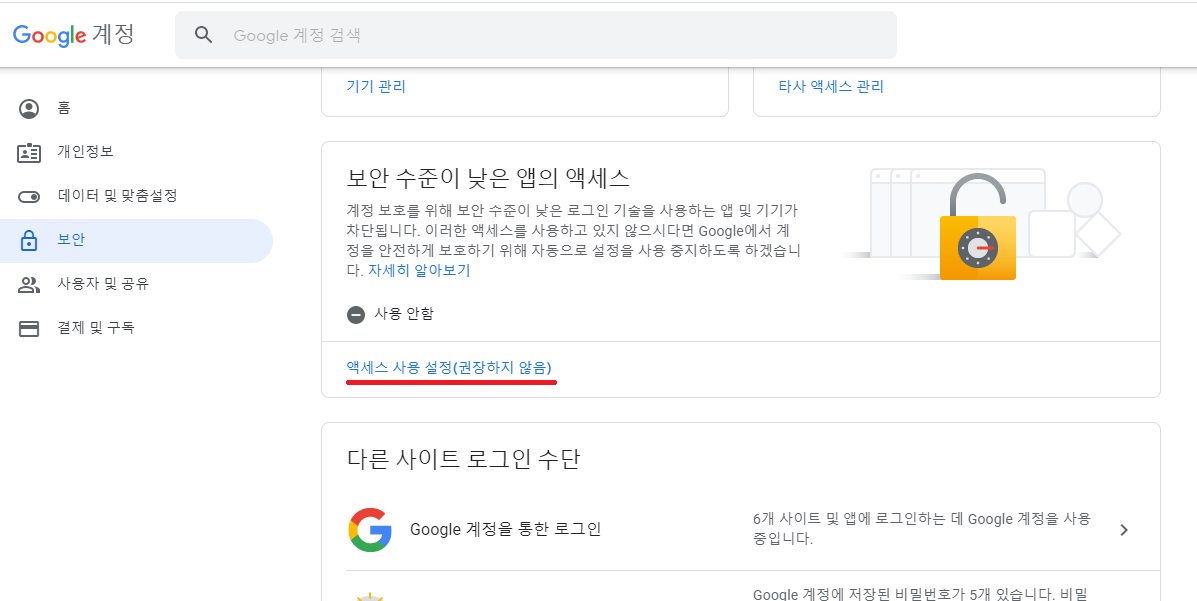 Google 계정
Google 계정 검색
홈
개인정보
데이터 및 맞춤설정
보안
사용자 및 공유
결제 및 구독
기기 관리
타사 액세스 관리
보안 수준이 낮은 앱의 액세스
계정 보호를 위해 보안 수준이 낮은 로그인 기술을 사용하는 앱 및 기기가
차단됩니다. 이러한 액세스를 사용하고 있지 않으시다면 Google에서 계
정을 안전하게 보호하기 위해 자동으로 설정을 사용 중지하도록 하겠습니
다. 자세히 알아보기
사용 안함
액세스 사용 설정(권장하지 않음)
다른 사이트 로그인 수단
Google 계정을 통한 로그인
6개 사이트 및 앱에 로그인하는 데 Google 계정을 사용
중입니다.
Google 계정에 저장된 비밀번호가 5개 있습니다. 비밀